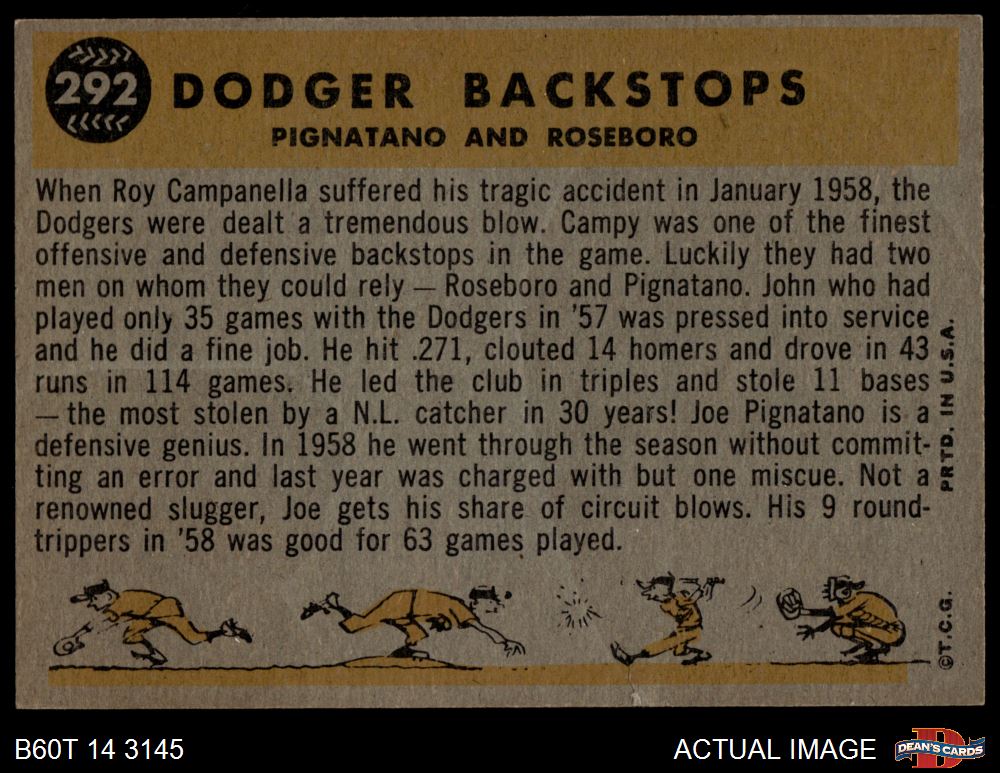 292
DODGER BACKSTOPS
PIGNATANO AND ROSEBORO
When Roy Campanella suffered his tragic accident in January 1958, the
Dodgers were dealt a tremendous blow. Campy was one of the finest
offensive and defensive backstops in the game. Luckily they had two
men on whom they could rely — Roseboro and Pignatano. John who had
played only 35 games with the Dodgers in '57 was pressed into service
and he did a fine job. He hit .271, clouted 14 homers and drove in 43
runs in 114 games. He led the club in triples and stole 11 bases
— the most stolen by a N.L. catcher in 30 years! Joe Pignatano is a
defensive genius. In 1958 he went through the season without commit-
ting an error and last year was charged with but one miscue. Not a
renowned slugger, Joe gets his share of circuit blows. His 9 round-
trippers in '58 was good for 63 games played.
©T.C.G. PRTD. IN U.S.A.
B60T 14 3145
ACTUAL IMAGE
D
DEAN'S CARDS